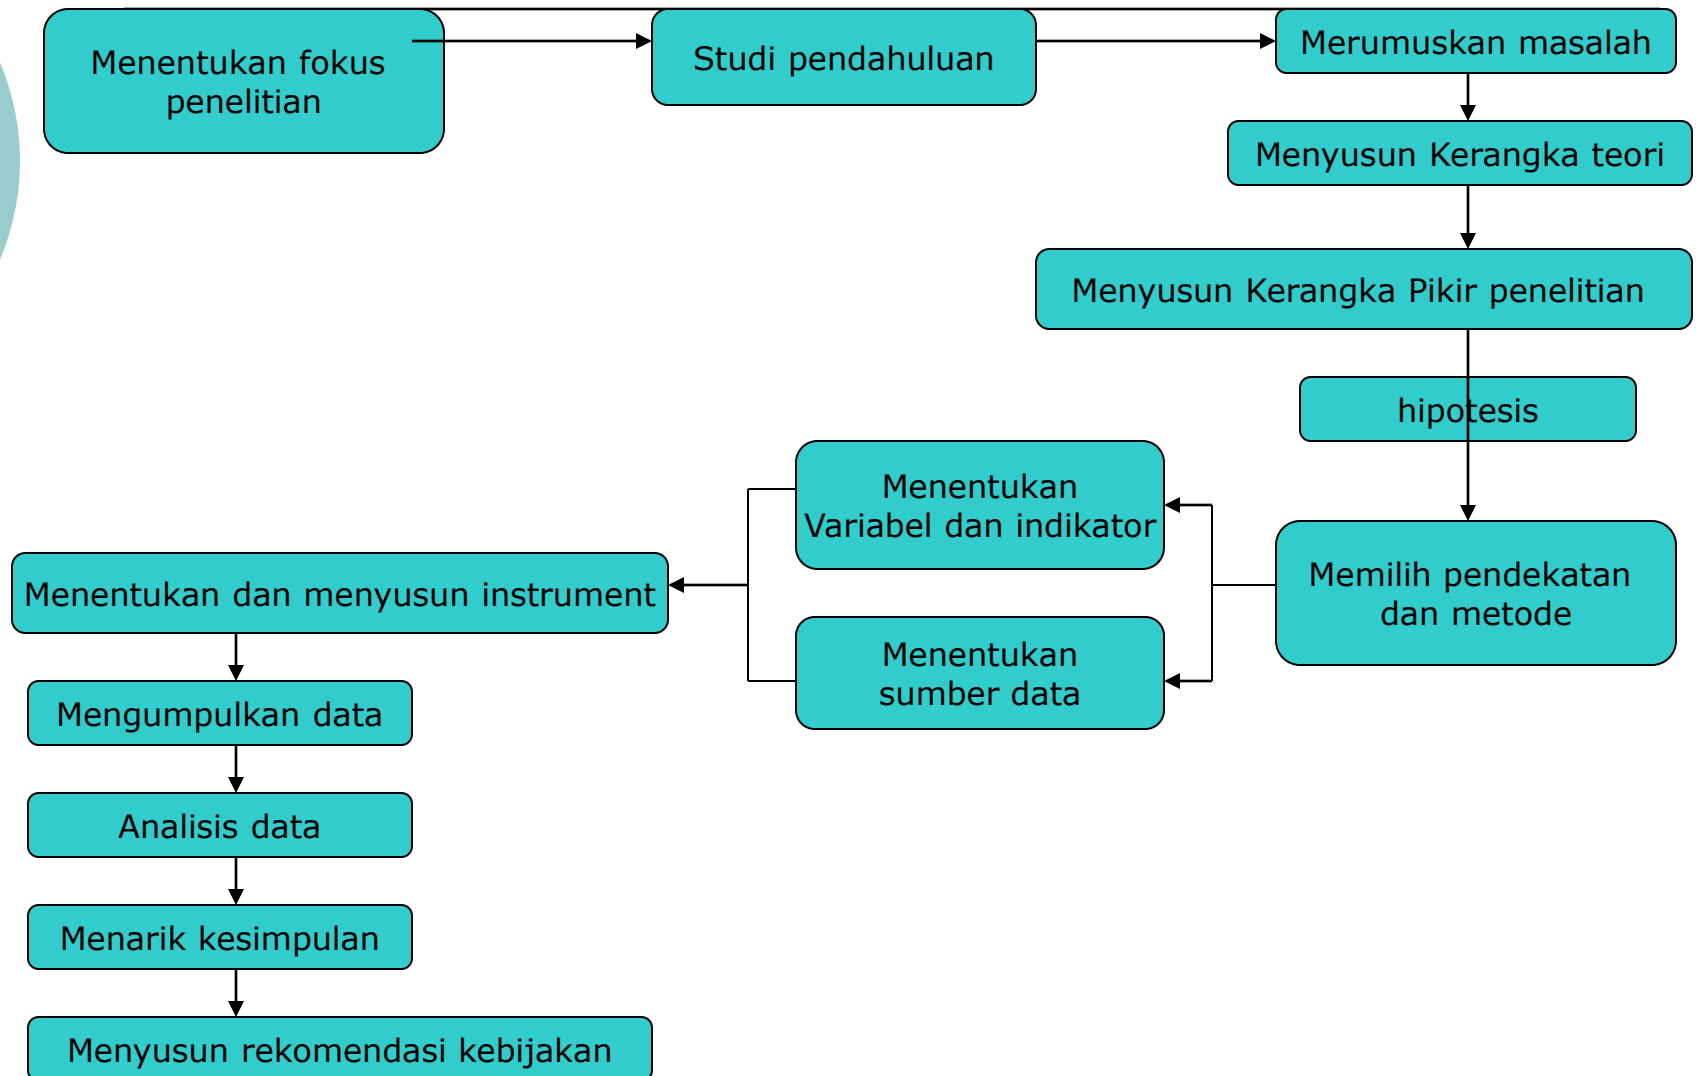 Menentukan fokus
penelitian
Studi pendahuluan
Merumuskan masalah
Menyusun Kerangka teori
Menyusun Kerangka Pikir penelitian
hipotesis
Memilih pendekatan
dan metode
Menentukan
Variabel dan indikator
Menentukan
sumber data
Menentukan dan menyusun instrument
Mengumpulkan data
Analisis data
Menarik kesimpulan
Menyusun rekomendasi kebijakan